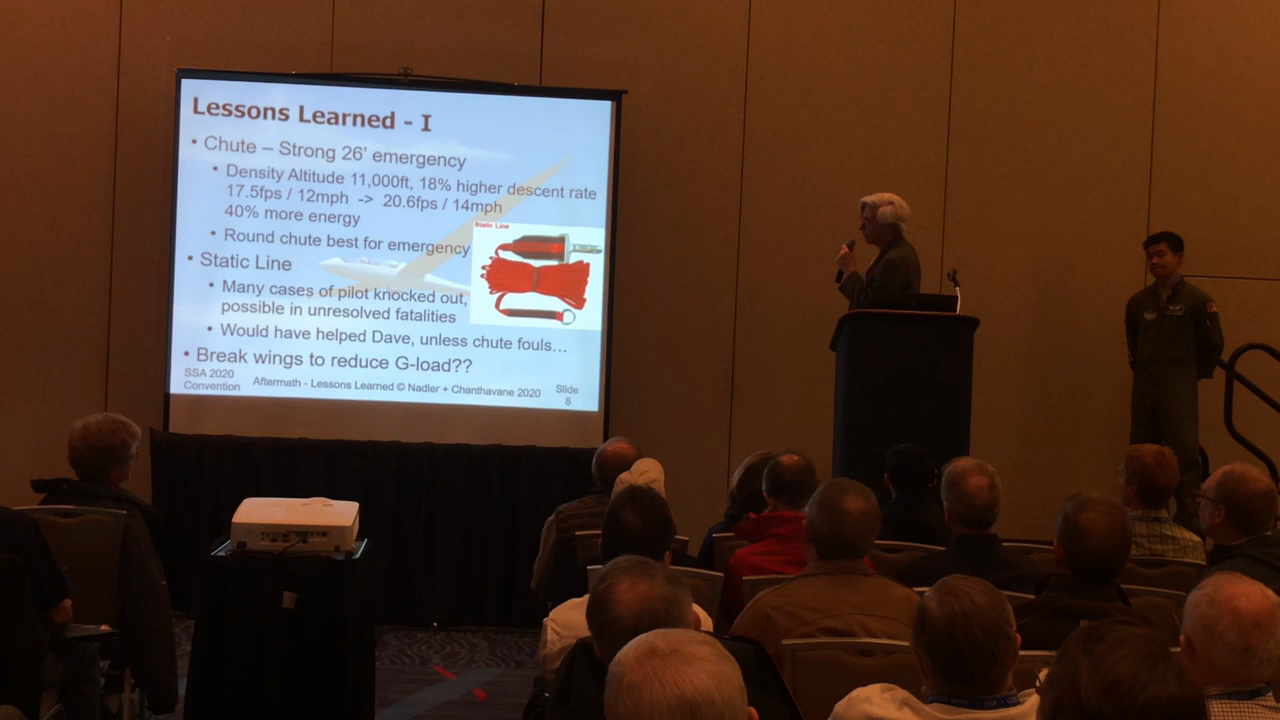 Lessons Learned - I
• Chute – Strong 26' emergency
• Density Altitude 11,000ft, 18% higher descent rate
17.5fps / 12mph -> 20.6fps / 14mph
40% more energy
• Round chute best for emergency
Static Line
• Static Line
• Many cases of pilot knocked out,
possible in unresolved fatalities
• Would have helped Dave, unless chute fouls…
• Break wings to reduce G-load??
SSA 2020
Convention
Aftermath - Lessons Learned © Nadler + Chanthavane 2020
Slide
8